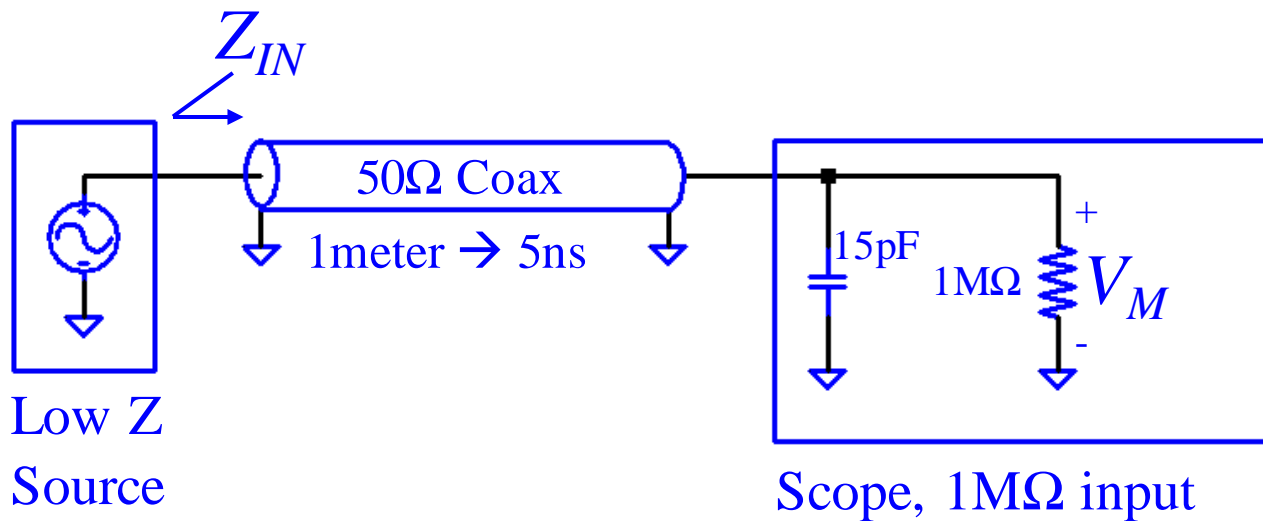 Z_IN
50Ω Coax
1meter → 5ns
15pF
1MΩ
+
V_M
-
Low Z
Source
Scope, 1MΩ input